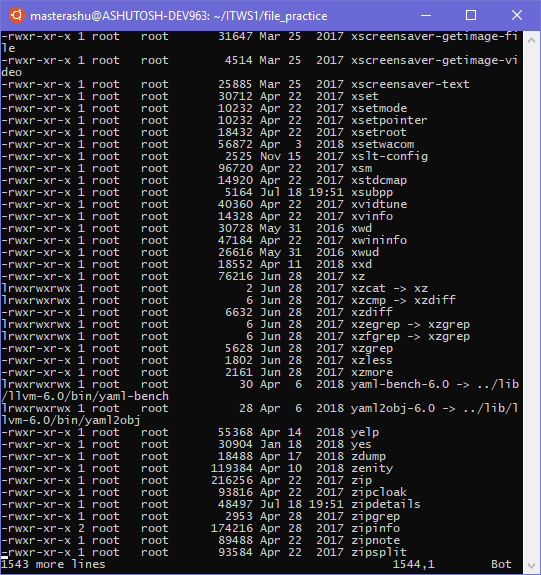 masterashu@ASHUTOSH-DEV963: ~/ITWS1/file_practice
-rwxr-xr-x 1 root   root       31647 Mar 25  2017 xscreensaver-getimage-fi
le
-rwxr-xr-x 1 root   root        4514 Mar 25  2017 xscreensaver-getimage-vi
deo
-rwxr-xr-x 1 root   root       25885 Mar 25  2017 xscreensaver-text
-rwxr-xr-x 1 root   root       30712 Apr 22  2017 xset
-rwxr-xr-x 1 root   root       10232 Apr 22  2017 xsetmode
-rwxr-xr-x 1 root   root       10232 Apr 22  2017 xsetpointer
-rwxr-xr-x 1 root   root       18432 Apr 22  2017 xsetroot
-rwxr-xr-x 1 root   root       56872 Apr  3  2018 xsetwacom
-rwxr-xr-x 1 root   root        2525 Nov 15  2017 xslt-config
-rwxr-xr-x 1 root   root       96720 Apr 22  2017 xsm
-rwxr-xr-x 1 root   root       14920 Apr 22  2017 xstdcmap
-rwxr-xr-x 1 root   root        5164 Jul 18 19:51 xsubpp
-rwxr-xr-x 1 root   root       40360 Apr 22  2017 xvidtune
-rwxr-xr-x 1 root   root       14328 Apr 22  2017 xvinfo
-rwxr-xr-x 1 root   root       30728 May 31  2016 xwd
-rwxr-xr-x 1 root   root       47184 Apr 22  2017 xwininfo
-rwxr-xr-x 1 root   root       26616 May 31  2016 xwud
-rwxr-xr-x 1 root   root       18552 Apr 11  2018 xxd
-rwxr-xr-x 1 root   root       76216 Jun 28  2017 xz
lrwxrwxrwx 1 root   root           2 Jun 28  2017 xzcat -> xz
lrwxrwxrwx 1 root   root           6 Jun 28  2017 xzcmp -> xzdiff
-rwxr-xr-x 1 root   root        6632 Jun 28  2017 xzdiff
lrwxrwxrwx 1 root   root           6 Jun 28  2017 xzegrep -> xzgrep
lrwxrwxrwx 1 root   root           6 Jun 28  2017 xzfgrep -> xzgrep
-rwxr-xr-x 1 root   root        5628 Jun 28  2017 xzgrep
-rwxr-xr-x 1 root   root        1802 Jun 28  2017 xzless
-rwxr-xr-x 1 root   root        2161 Jun 28  2017 xzmore
lrwxrwxrwx 1 root   root          30 Apr  6  2018 yaml-bench-6.0 -> ../lib
/llvm-6.0/bin/yaml-bench
lrwxrwxrwx 1 root   root          28 Apr  6  2018 yaml2obj-6.0 -> ../lib/l
lvm-6.0/bin/yaml2obj
-rwxr-xr-x 1 root   root       55368 Apr 14  2018 yelp
-rwxr-xr-x 1 root   root       30904 Jan 18  2018 yes
-rwxr-xr-x 1 root   root       18488 Apr 17  2018 zdump
-rwxr-xr-x 1 root   root      119384 Apr 10  2018 zenity
-rwxr-xr-x 1 root   root      216256 Apr 22  2017 zip
-rwxr-xr-x 1 root   root       93816 Apr 22  2017 zipcloak
-rwxr-xr-x 1 root   root       48497 Jul 18 19:51 zipdetails
-rwxr-xr-x 1 root   root        2953 Apr 28  2017 zipgrep
-rwxr-xr-x 2 root   root      174216 Apr 28  2017 zipinfo
-rwxr-xr-x 1 root   root       89488 Apr 22  2017 zipnote
-rwxr-xr-x 1 root   root       93584 Apr 22  2017 zipsplit
1543 more lines                                  1544,1        Bot